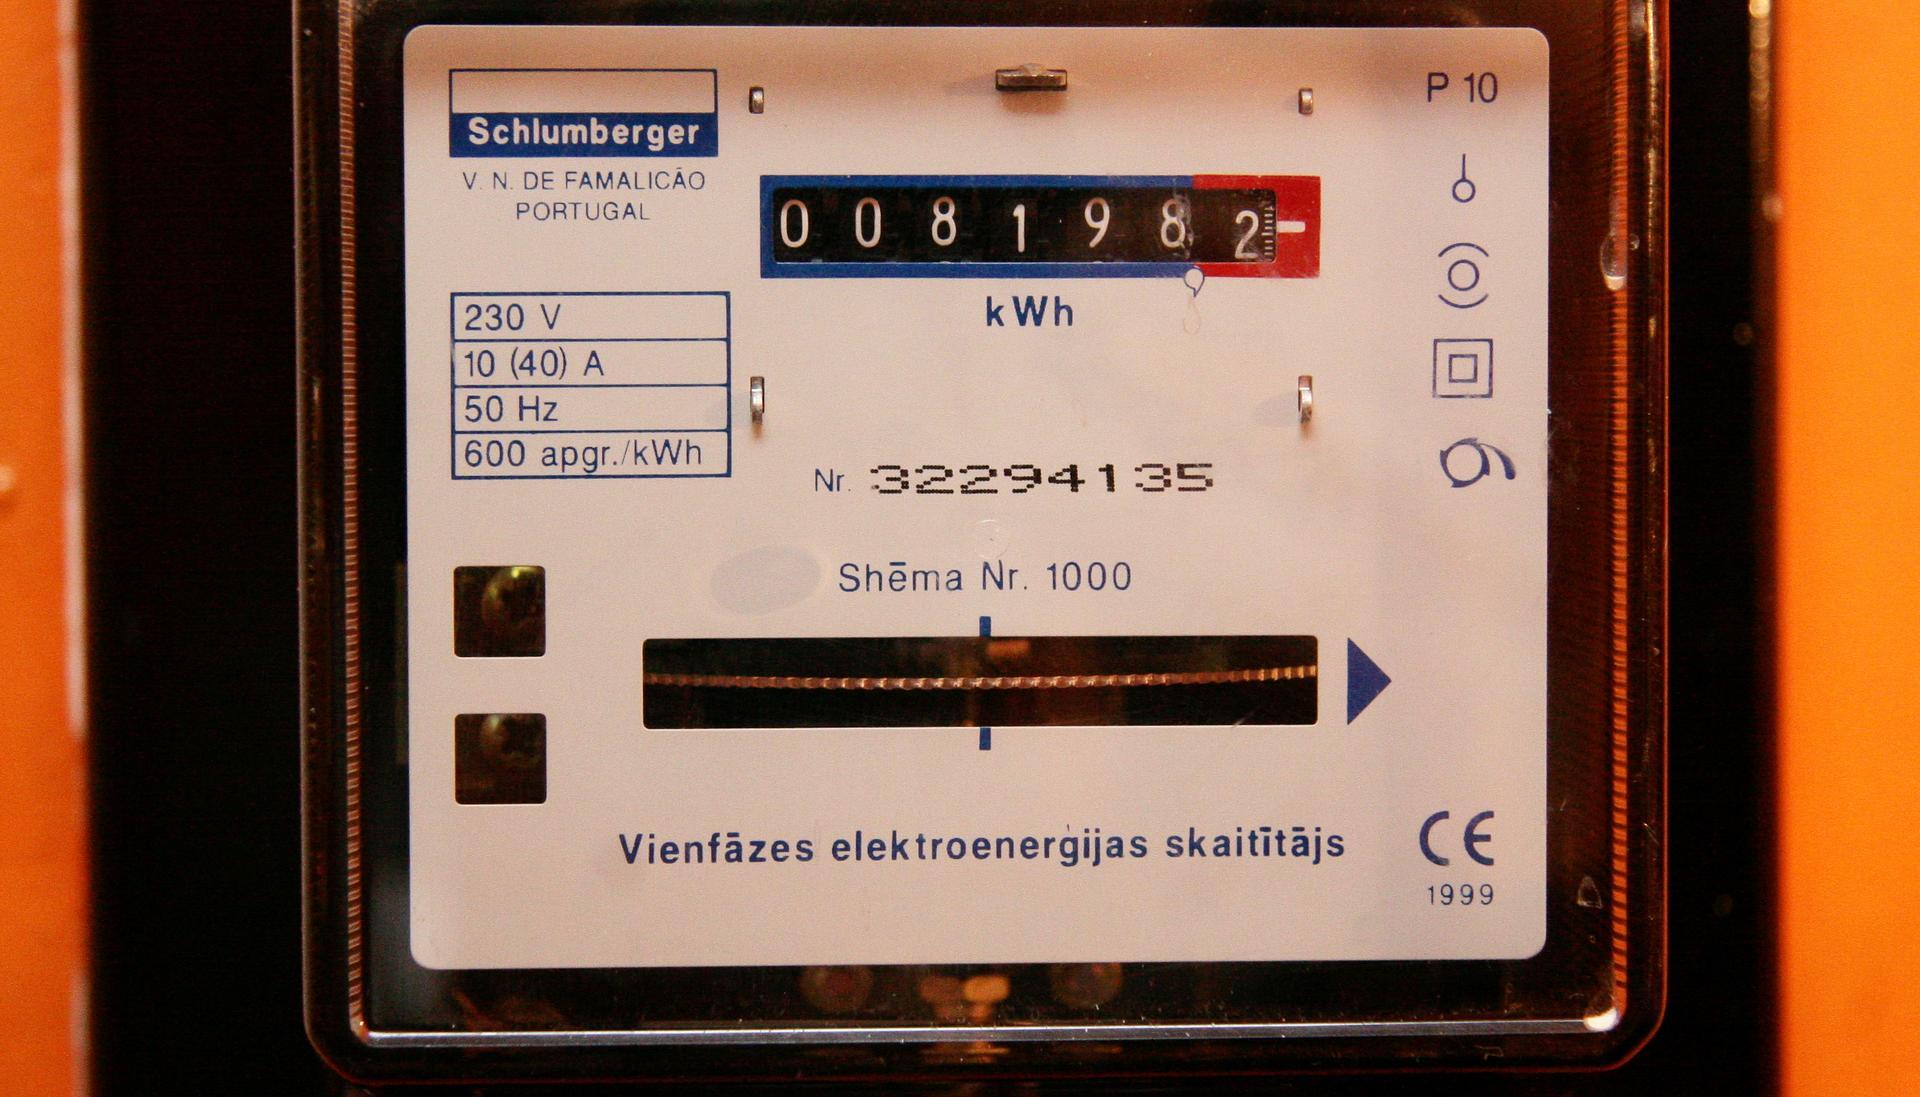 Schlumberger
V. N. DE FAMALICÃO
PORTUGAL
P 10
0 0 8 1 9 8 2
kWh
230 V
10 (40) A
50 Hz
600 apgr./kWh
Nr. 32294135
Shēma Nr. 1000
Vienfāzes elektroenerģijas skaitītājs
CE
1999